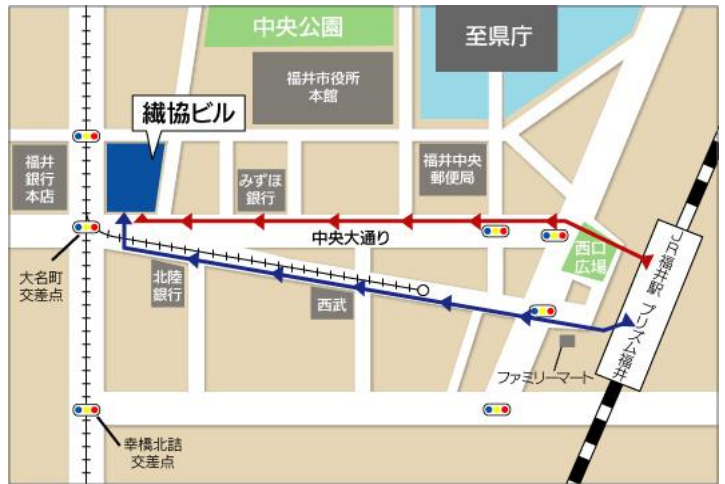 中央公園
至県庁
福井市役所
本館
繊協ビル
福井
銀行
本店
みずほ
銀行
福井中央
郵便局
中央大通り
西口
広場
大名町
交差点
北陸
銀行
西武
JR福井駅 プリズム福井
ファミリーマート
幸橋北詰
交差点